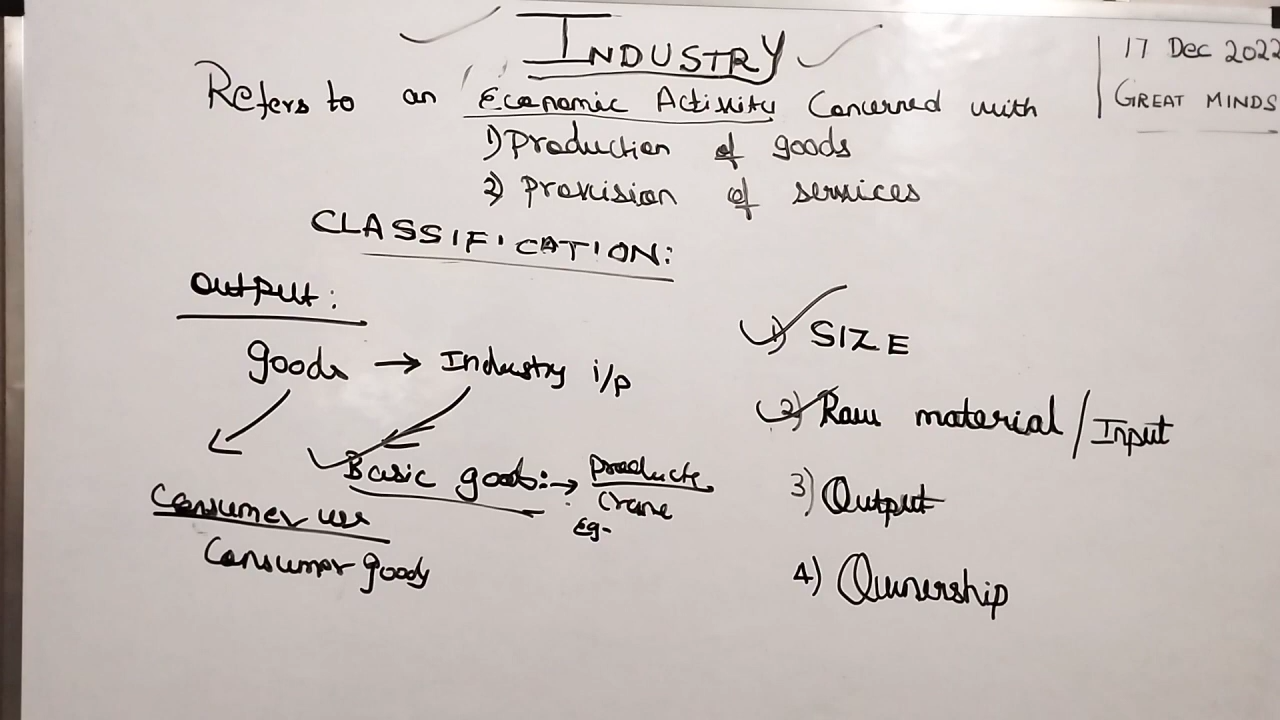 INDUSTRY
17 Dec 2022
GREAT MINDS
Refers to an Economic Activity Concerned with
1) production of goods
2) provision of services
CLASSIFICATION:
Output:
goods → Industry i/p
Basic goods:→ Products
Crane
Eg-
Consumer use
Consumer goods
1) SIZE
2) Raw material / Input
3) Output
4) Ownership